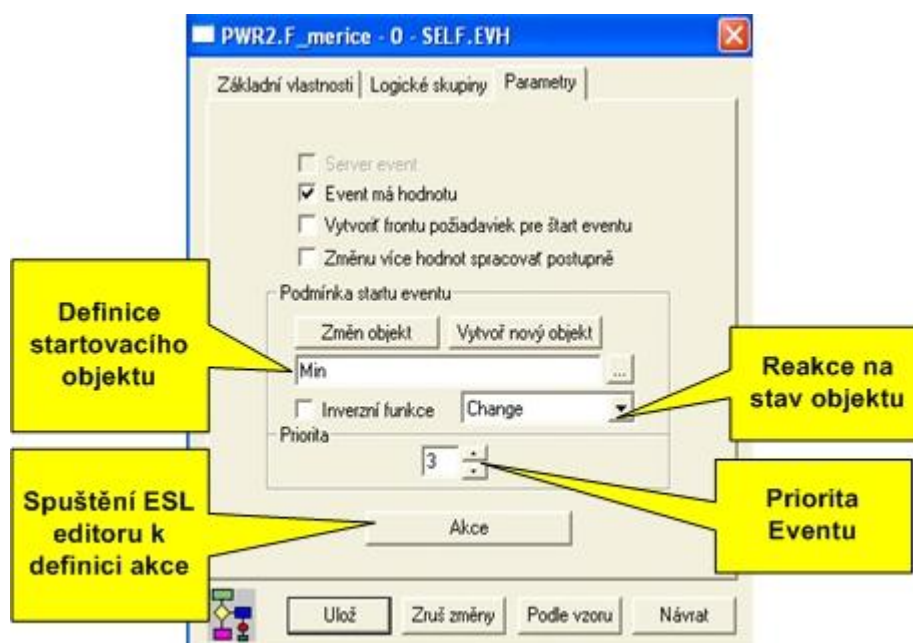 PWR2.F_merice - 0 - SELF.EVH
Základní vlastnosti
Logické skupiny
Parametry
Server event
Event má hodnotu
Vytvoriť frontu požiadaviek pre štart eventu
Změnu více hodnot spracovať postupně
Podmínka startu eventu
Změn objekt
Vytvoř nový objekt
Min
...
Inverzní funkce
Change
Priorita
3
Akce
Ulož
Zruš změny
Podle vzoru
Návrat
Definice
startovacího
objektu
Reakce na
stav objektu
Spuštění ESL
editoru k
definici akce
Priorita
Eventu